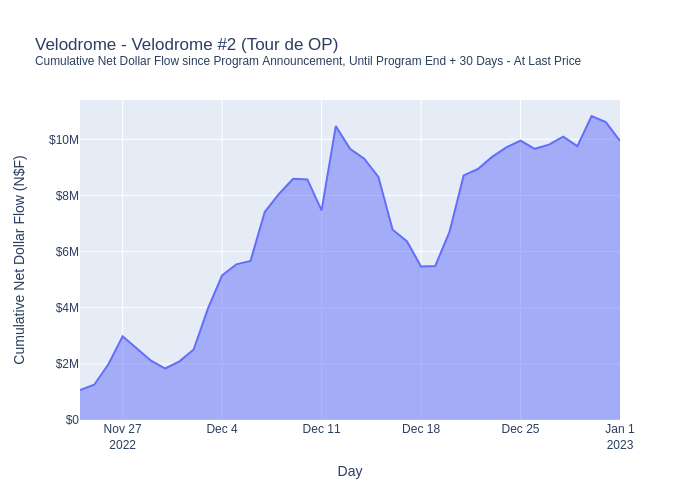 Velodrome - Velodrome #2 (Tour de OP)
Cumulative Net Dollar Flow since Program Announcement, Until Program End + 30 Days - At Last Price
Cumulative Net Dollar Flow (N$F)
$10M
$8M
$6M
$4M
$2M
$0
Nov 27 Dec 4 Dec 11 Dec 18 Dec 25 Jan 1
2022 2023
Day